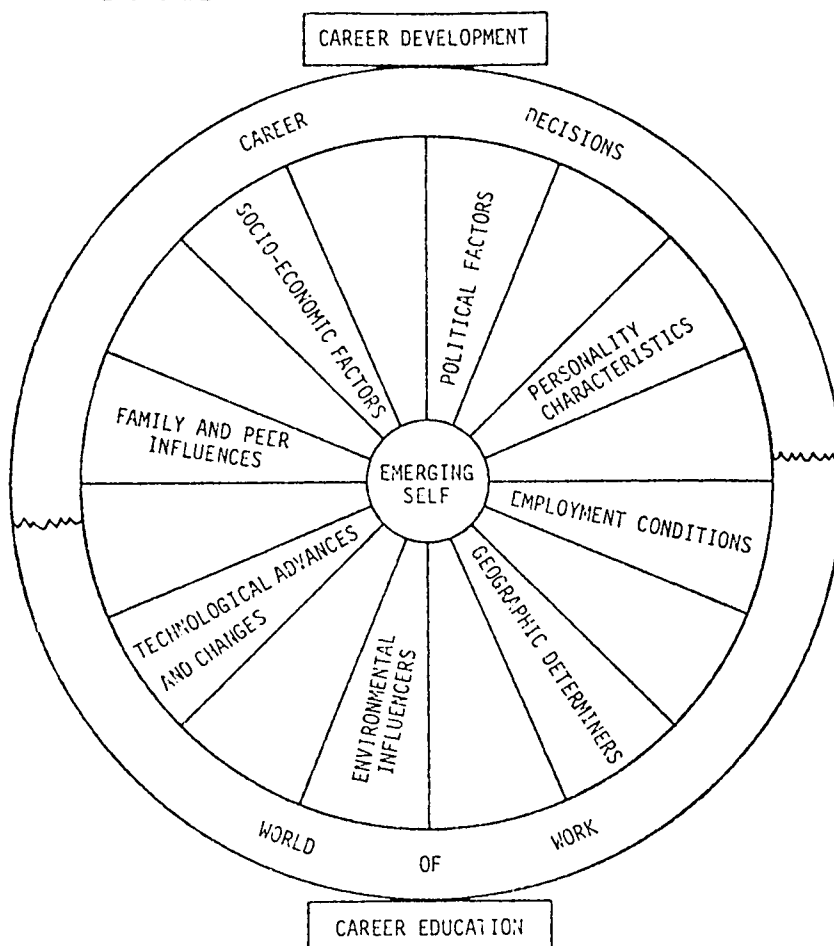 CAREER DEVELOPMENT
CAREER DECISIONS
SOCIO-ECONOMIC FACTORS
POLITICAL FACTORS
PERSONALITY
CHARACTERISTICS
FAMILY AND PEER
INFLUENCES
EMERGING
SELF
EMPLOYMENT CONDITIONS
TECHNOLOGICAL ADVANCES
AND CHANGES
ENVIRONMENTAL
INFLUENCERS
GEOGRAPHIC DETERMINERS
WORLD OF WORK
CAREER EDUCATION